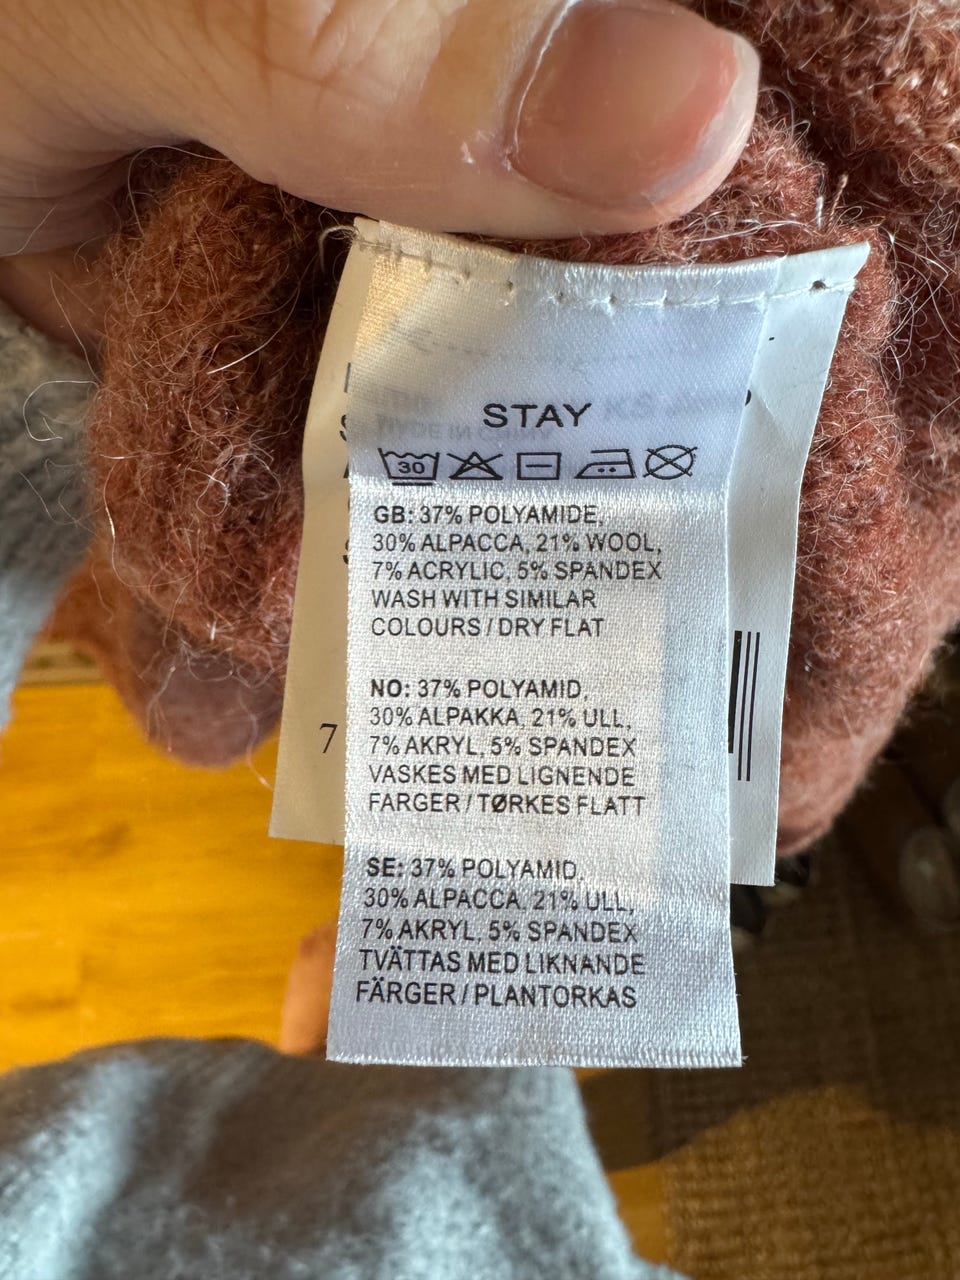 STAY
30
GB: 37% POLYAMIDE,
30% ALPACCA, 21% WOOL,
7% ACRYLIC, 5% SPANDEX
WASH WITH SIMILAR
COLOURS / DRY FLAT
NO: 37% POLYAMID,
30% ALPAKKA, 21% ULL,
7% AKRYL, 5% SPANDEX
VASKES MED LIGNENDE
FARGER / TØRKES FLATT
SE: 37% POLYAMID,
30% ALPACCA, 21% ULL,
7% AKRYL, 5% SPANDEX
TVÄTTAS MED LIKNANDE
FÄRGER / PLANTORKAS
7